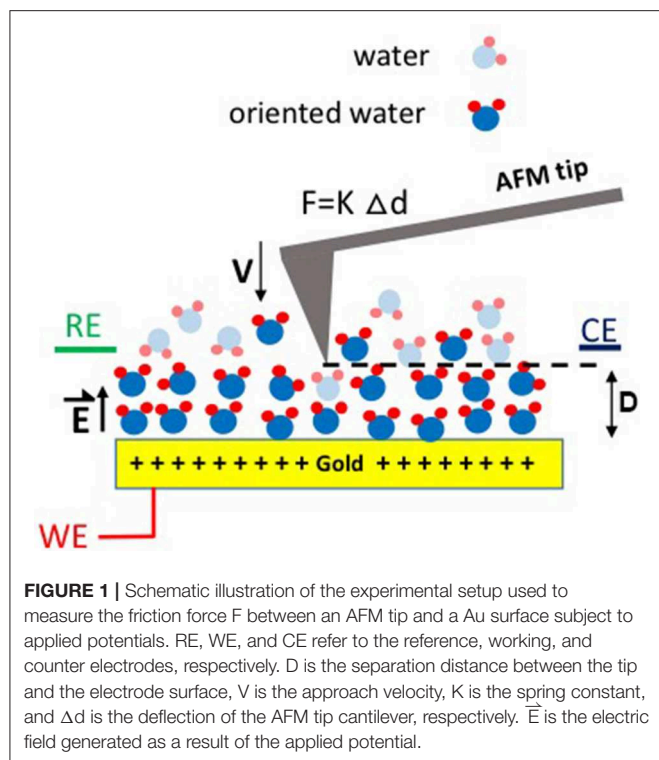 water
oriented water
AFM tip
F=K Δd
V
RE
CE
E
D
+ + + + + + + + + Gold + + + + + + + +
WE
FIGURE 1 | Schematic illustration of the experimental setup used to
measure the friction force F between an AFM tip and a Au surface subject to
applied potentials. RE, WE, and CE refer to the reference, working, and
counter electrodes, respectively. D is the separation distance between the tip
and the electrode surface, V is the approach velocity, K is the spring constant,
and Δd is the deflection of the AFM tip cantilever, respectively. E⃗ is the electric
field generated as a result of the applied potential.